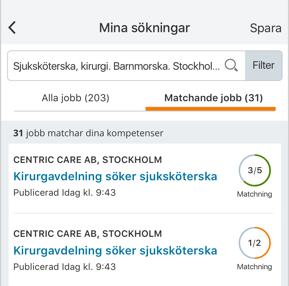 Mina sökningar
Spara
Sjuksköterska, kirurgi. Barnmorska. Stockhol...
Filter
Alla jobb (203)
Matchande jobb (31)
31 jobb matchar dina kompetenser
CENTRIC CARE AB, STOCKHOLM
Kirurgavdelning söker sjuksköterska
Publicerad Idag kl. 9:43
3/5
Matchning
CENTRIC CARE AB, STOCKHOLM
Kirurgavdelning söker sjuksköterska
Publicerad Idag kl. 9:43
1/2
Matchning